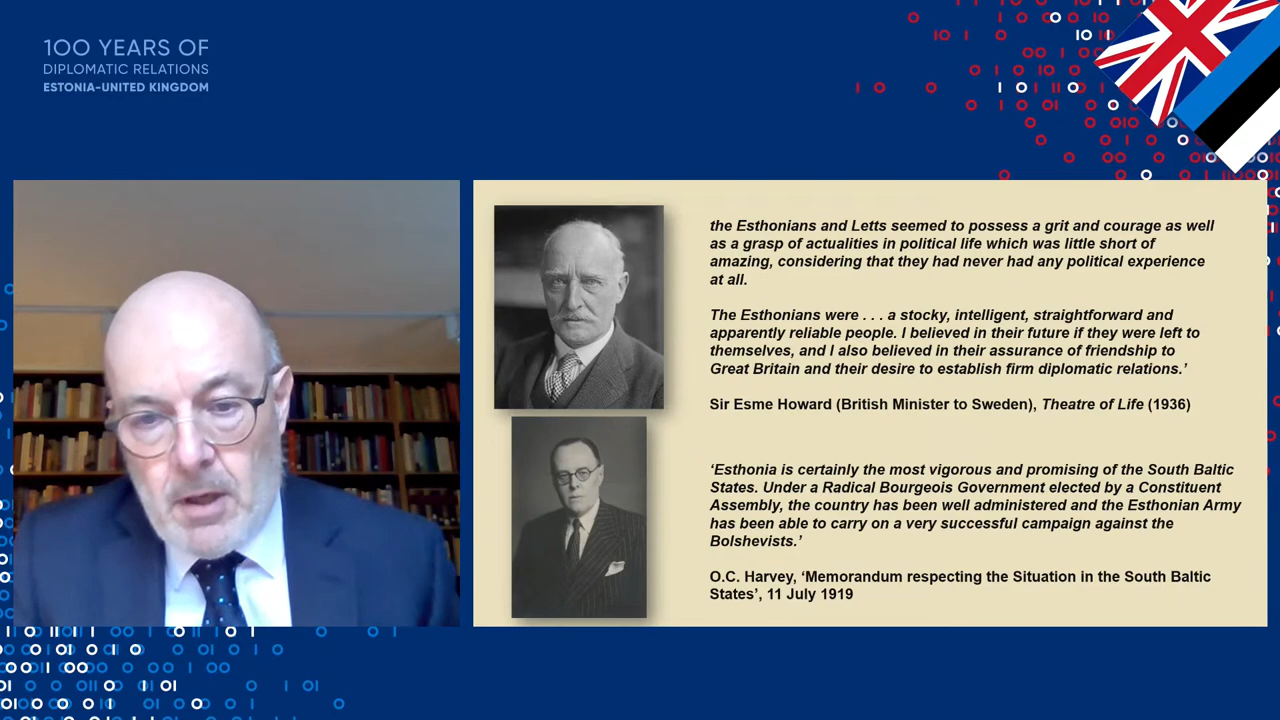 100 YEARS OF
DIPLOMATIC RELATIONS
ESTONIA-UNITED KINGDOM
the Esthonians and Letts seemed to possess a grit and courage as well
as a grasp of actualities in political life which was little short of
amazing, considering that they had never had any political experience
at all.
The Esthonians were . . . a stocky, intelligent, straightforward and
apparently reliable people. I believed in their future if they were left to
themselves, and I also believed in their assurance of friendship to
Great Britain and their desire to establish firm diplomatic relations.’
Sir Esme Howard (British Minister to Sweden), Theatre of Life (1936)
‘Esthonia is certainly the most vigorous and promising of the South Baltic
States. Under a Radical Bourgeois Government elected by a Constituent
Assembly, the country has been well administered and the Esthonian Army
has been able to carry on a very successful campaign against the
Bolshevists.’
O.C. Harvey, ‘Memorandum respecting the Situation in the South Baltic
States’, 11 July 1919